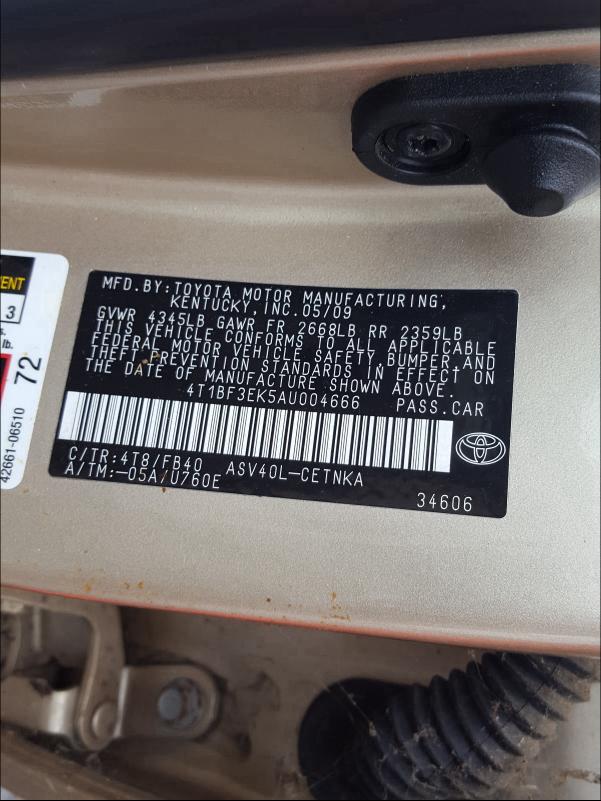 MFD.BY:TOYOTA MOTOR MANUFACTURING,
KENTUCKY, INC. 05/09
GVWR 4345LB GAWR FR 2668LB RR 2359LB
THIS VEHICLE CONFORMS TO ALL APPLICABLE
FEDERAL MOTOR VEHICLE SAFETY, BUMPER, AND
THEFT PREVENTION STANDARDS IN EFFECT ON
THE DATE OF MANUFACTURE SHOWN ABOVE.
4T1BF3EK5AU004666 PASS.CAR
C/TR:4T8/FB40 ASV40L-CETNKA
A/TM:-05A/U760E
34606
3
lb.
72
42661-06510